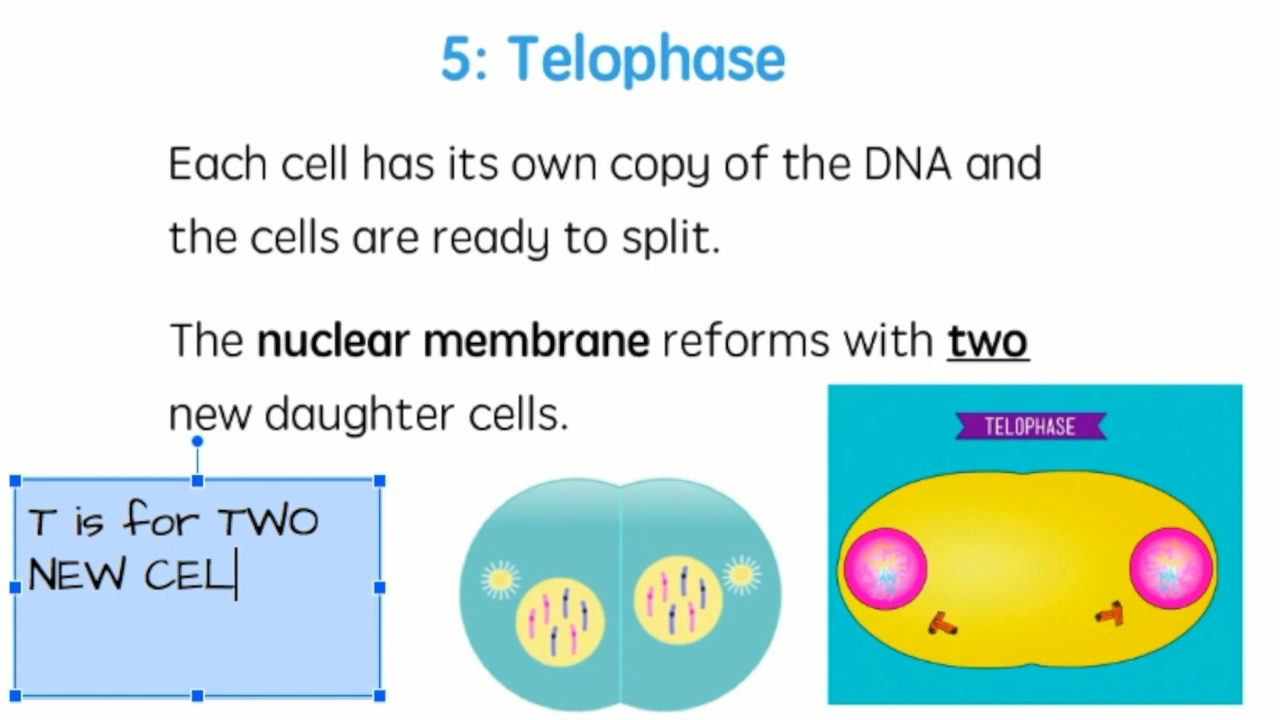 5: Telophase
Each cell has its own copy of the DNA and
the cells are ready to split.
The nuclear membrane reforms with two
new daughter cells.
TELOPHASE
T is for TWO
NEW CEL